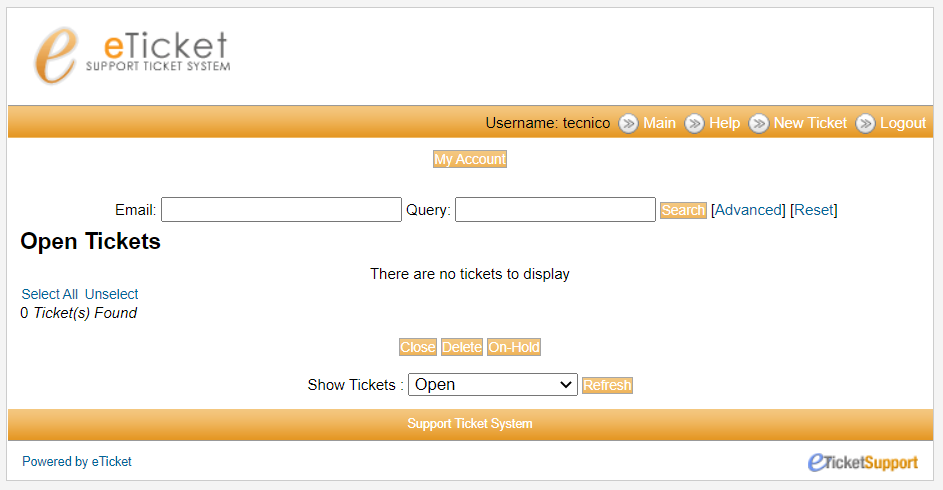 e eTicket
SUPPORT TICKET SYSTEM
Username: tecnico Main Help New Ticket Logout
My Account
Email: Query: Search [Advanced] [Reset]
Open Tickets
There are no tickets to display
Select All Unselect
0 Ticket(s) Found
Close Delete On-Hold
Show Tickets : Open Refresh
Support Ticket System
Powered by eTicket eTicketSupport